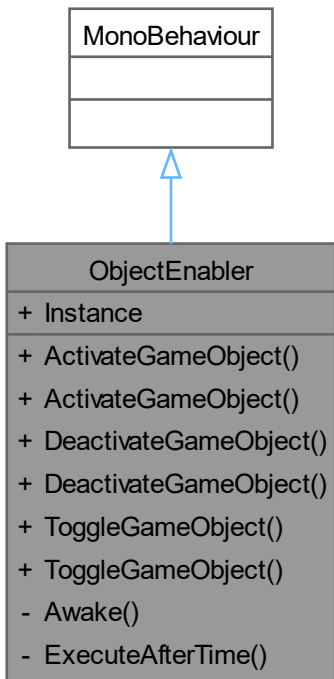 MonoBehaviour
ObjectEnabler
+ Instance
+ ActivateGameObject()
+ ActivateGameObject()
+ DeactivateGameObject()
+ DeactivateGameObject()
+ ToggleGameObject()
+ ToggleGameObject()
- Awake()
- ExecuteAfterTime()